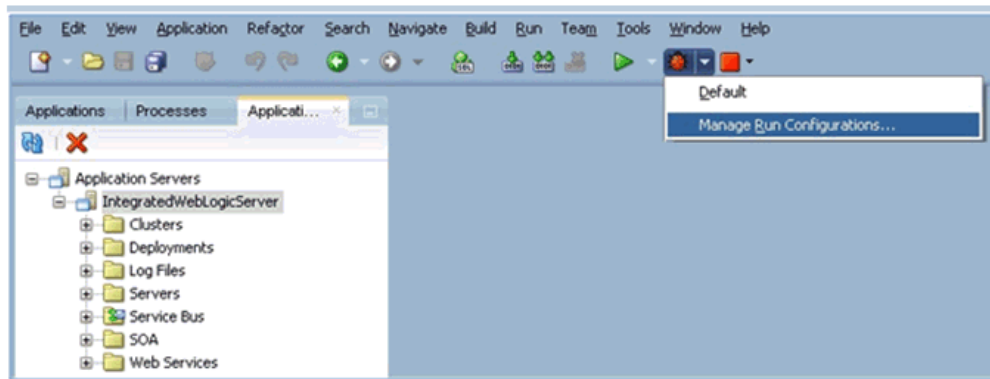 File Edit View Application Refactor Search Navigate Build Run Team Tools Window Help
Default
Manage Run Configurations...
Applications Processes Applicati...
Application Servers
IntegratedWebLogicServer
Clusters
Deployments
Log Files
Servers
Service Bus
SOA
Web Services